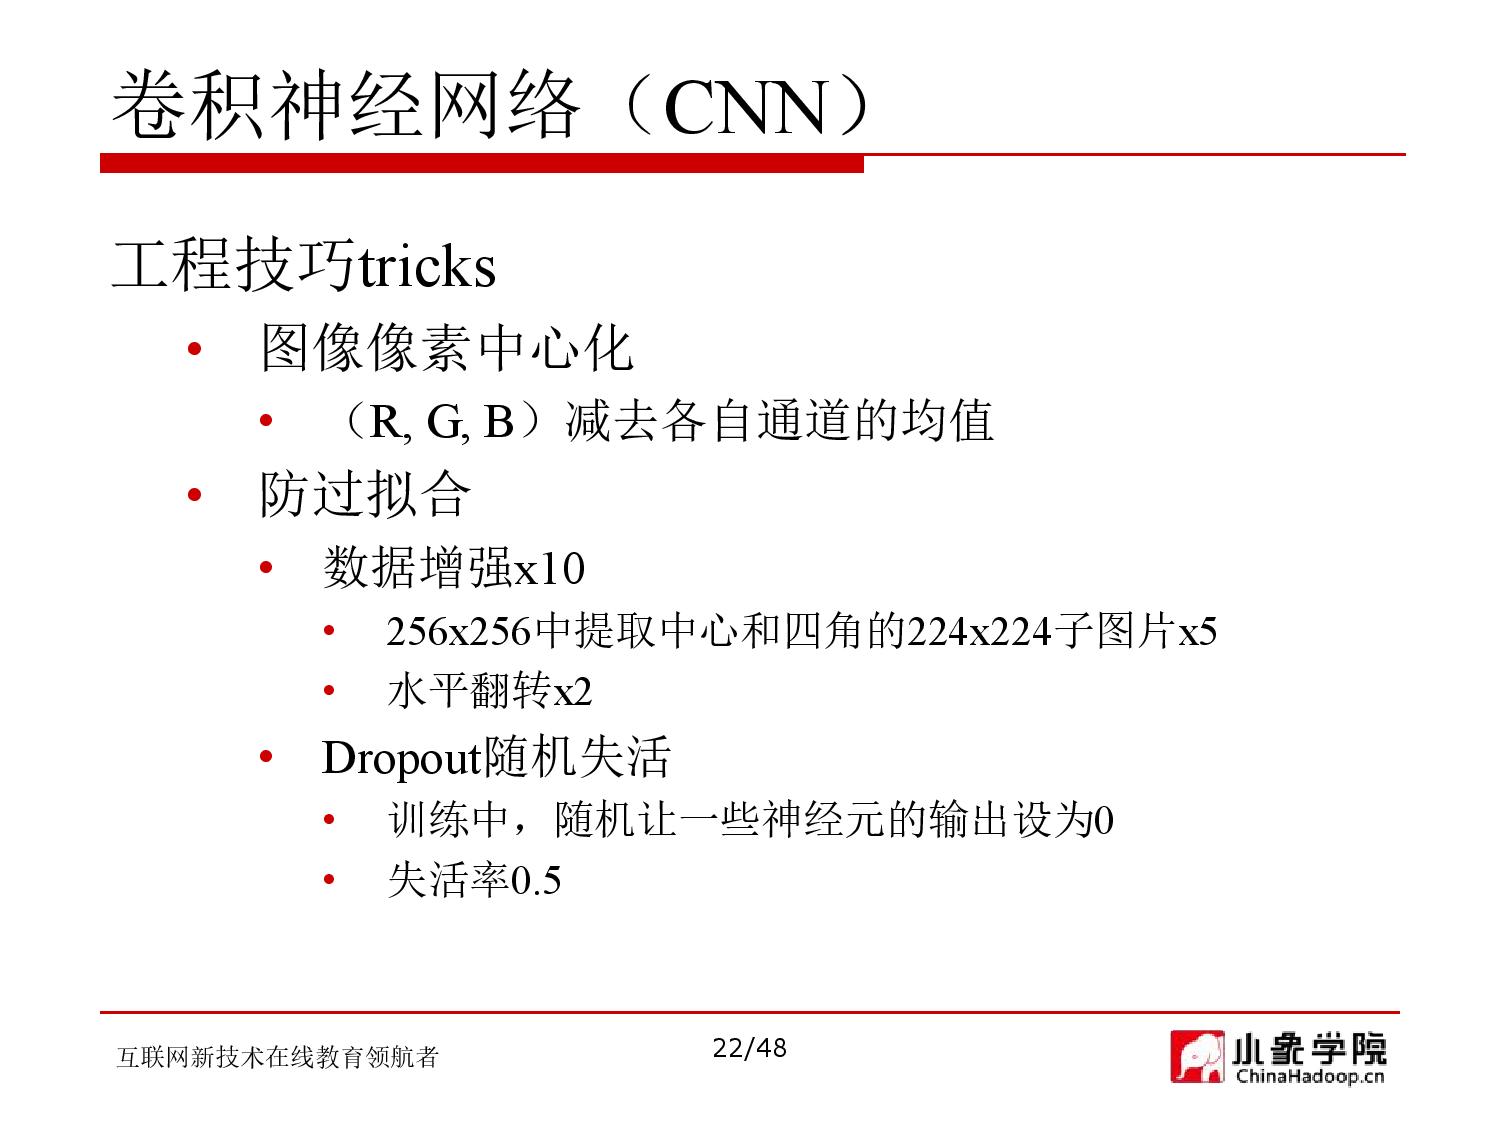 卷积神经网络（CNN）
工程技巧tricks
• 图像像素中心化
• （R, G, B）减去各自通道的均值
• 防过拟合
• 数据增强x10
• 256x256中提取中心和四角的224x224子图片x5
• 水平翻转x2
• Dropout随机失活
• 训练中，随机让一些神经元的输出设为0
• 失活率0.5
互联网新技术在线教育领航者
22/48
小象学院
ChinaHadoop.cn